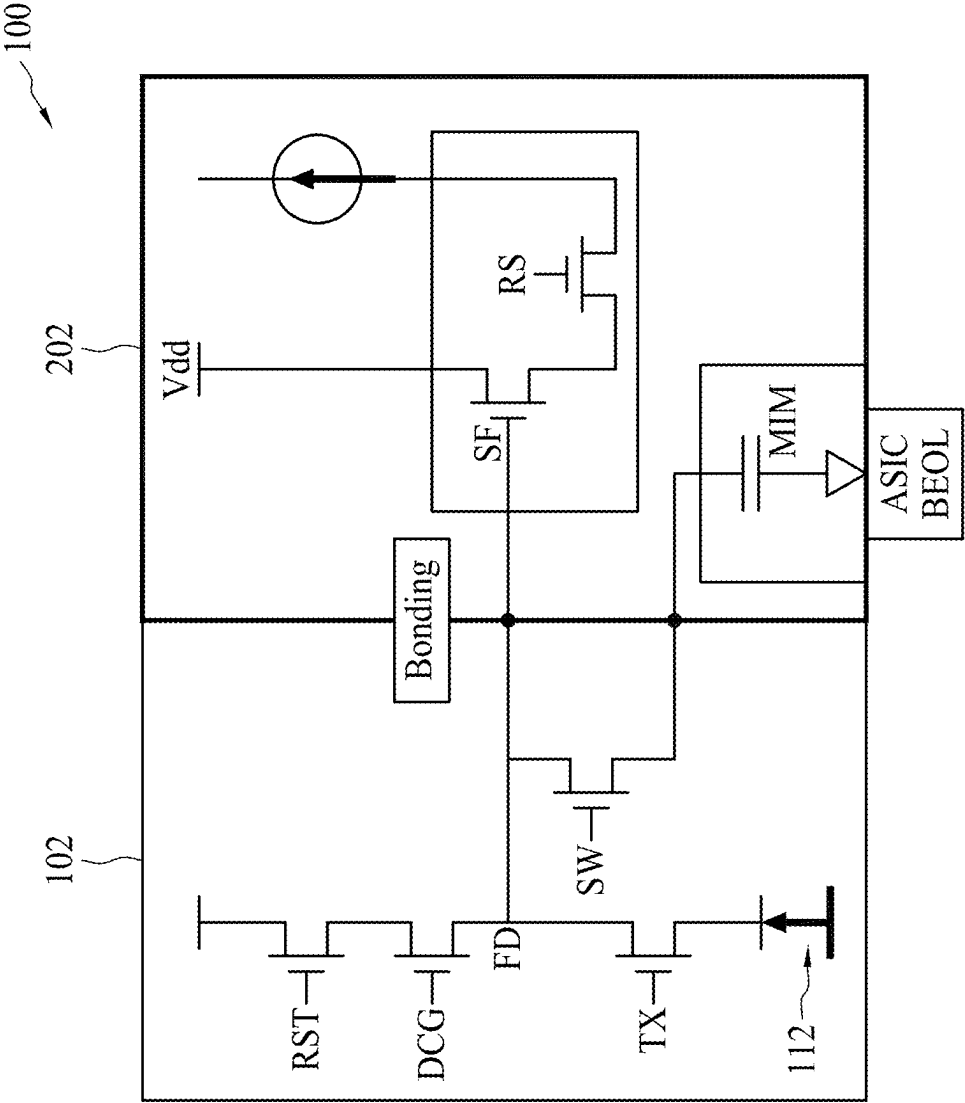 100
202
102
Vdd
RS
SF
Bonding
MIM
ASIC
BEOL
SW
FD
RST
DCG
TX
112